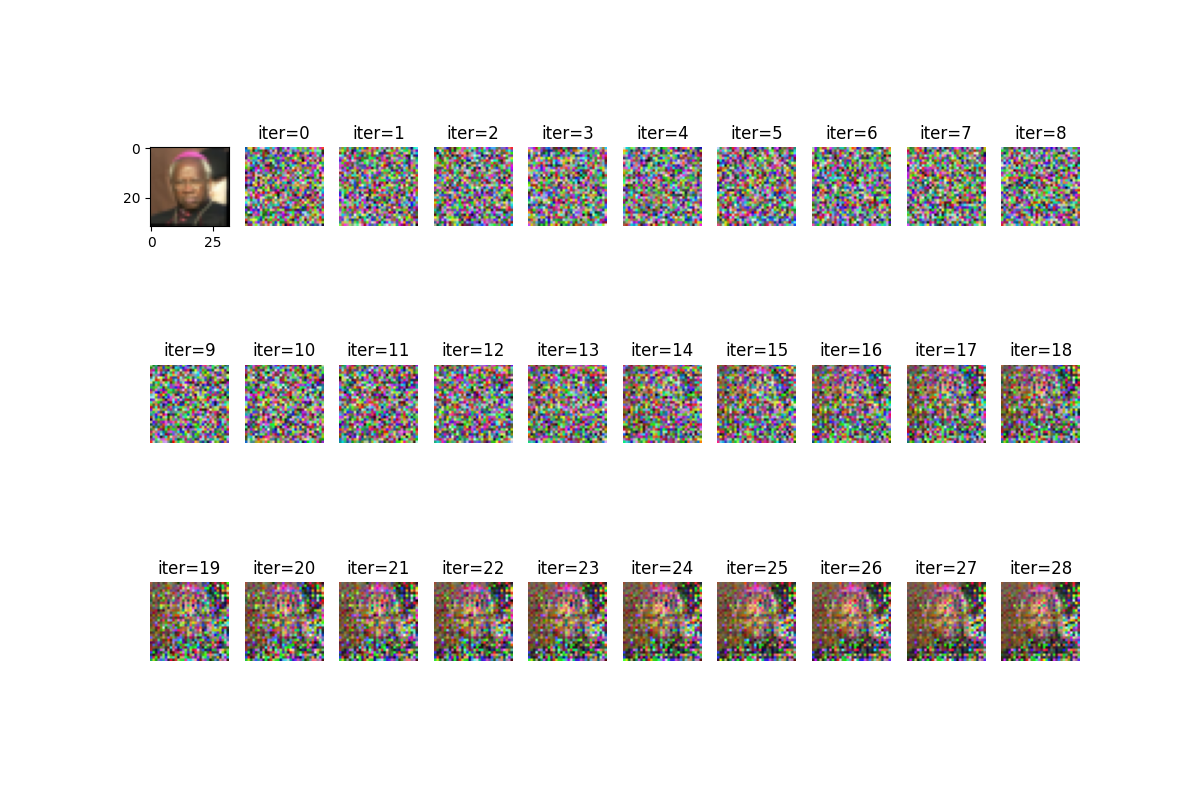 iter=0 iter=1 iter=2 iter=3 iter=4 iter=5 iter=6 iter=7 iter=8
0
20
0 25
iter=9 iter=10 iter=11 iter=12 iter=13 iter=14 iter=15 iter=16 iter=17 iter=18
iter=19 iter=20 iter=21 iter=22 iter=23 iter=24 iter=25 iter=26 iter=27 iter=28